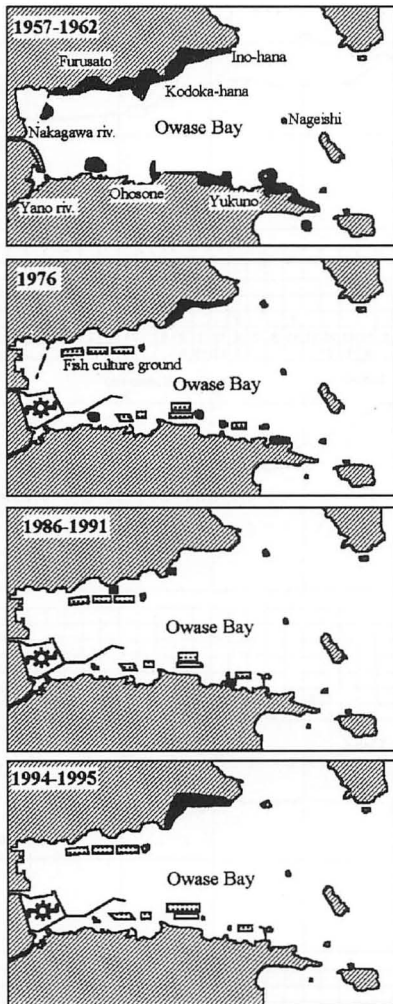 1957-1962
Furusato
Ino-hana
Kodoka-hana
Owase Bay
Nageishi
Nakagawa riv.
Ohosone
Yano riv.
Yukuno
1976
Fish culture ground
Owase Bay
1986-1991
Owase Bay
1994-1995
Owase Bay